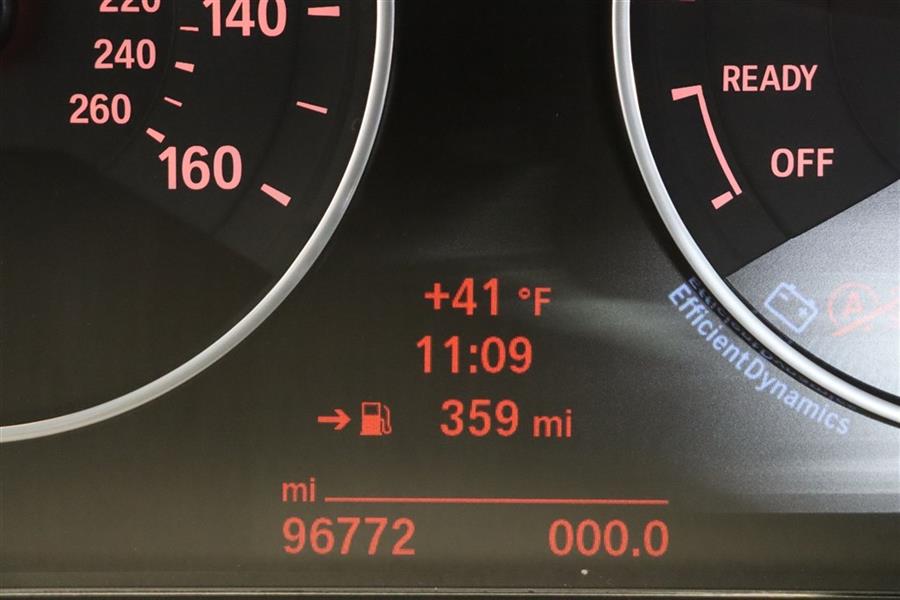 220
140
240
260
160
READY
OFF
+41 °F
11:09
359 mi
EfficientDynamics
A
mi
96772 000.0